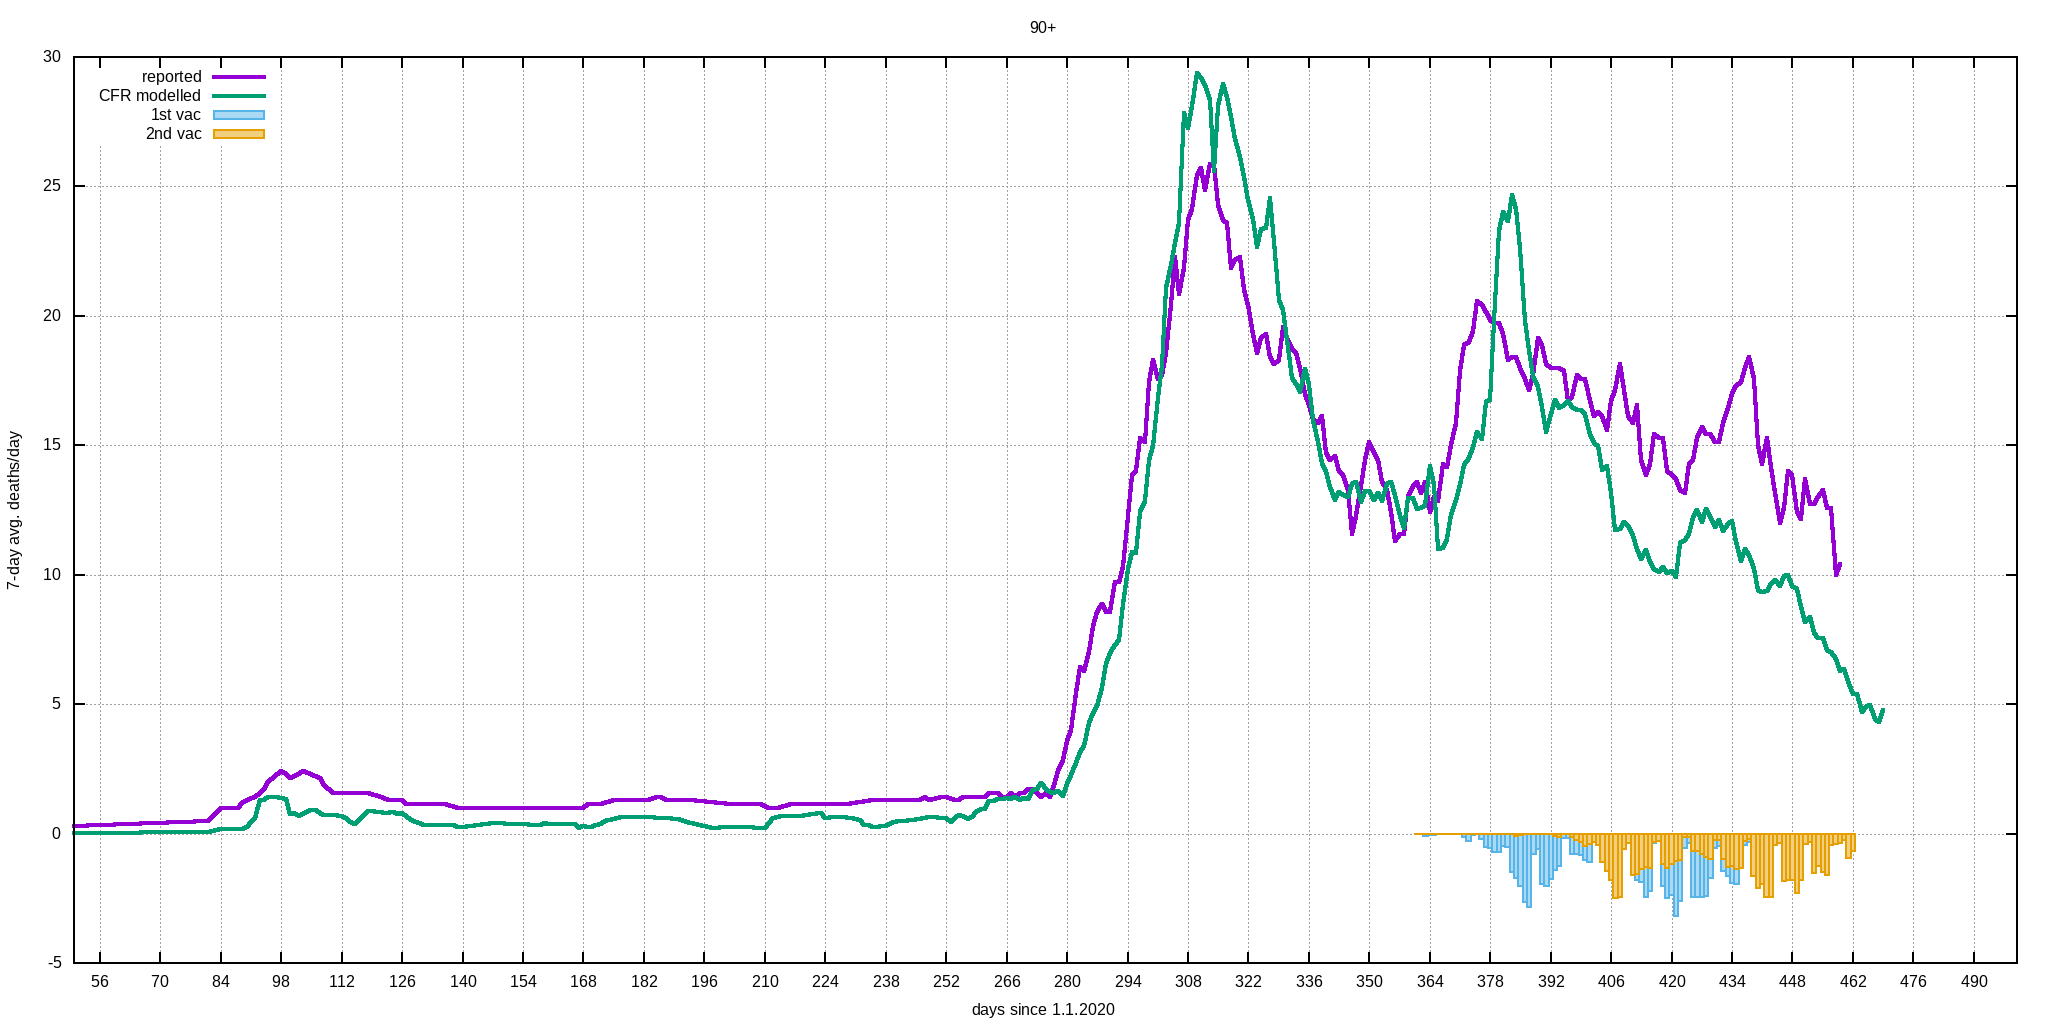 90+
reported
CFR modelled
1st vac
2nd vac
30
25
20
15
10
5
0
-5
7-day avg. deaths/day
56 70 84 98 112 126 140 154 168 182 196 210 224 238 252 266 280 294 308 322 336 350 364 378 392 406 420 434 448 462 476 490
days since 1.1.2020